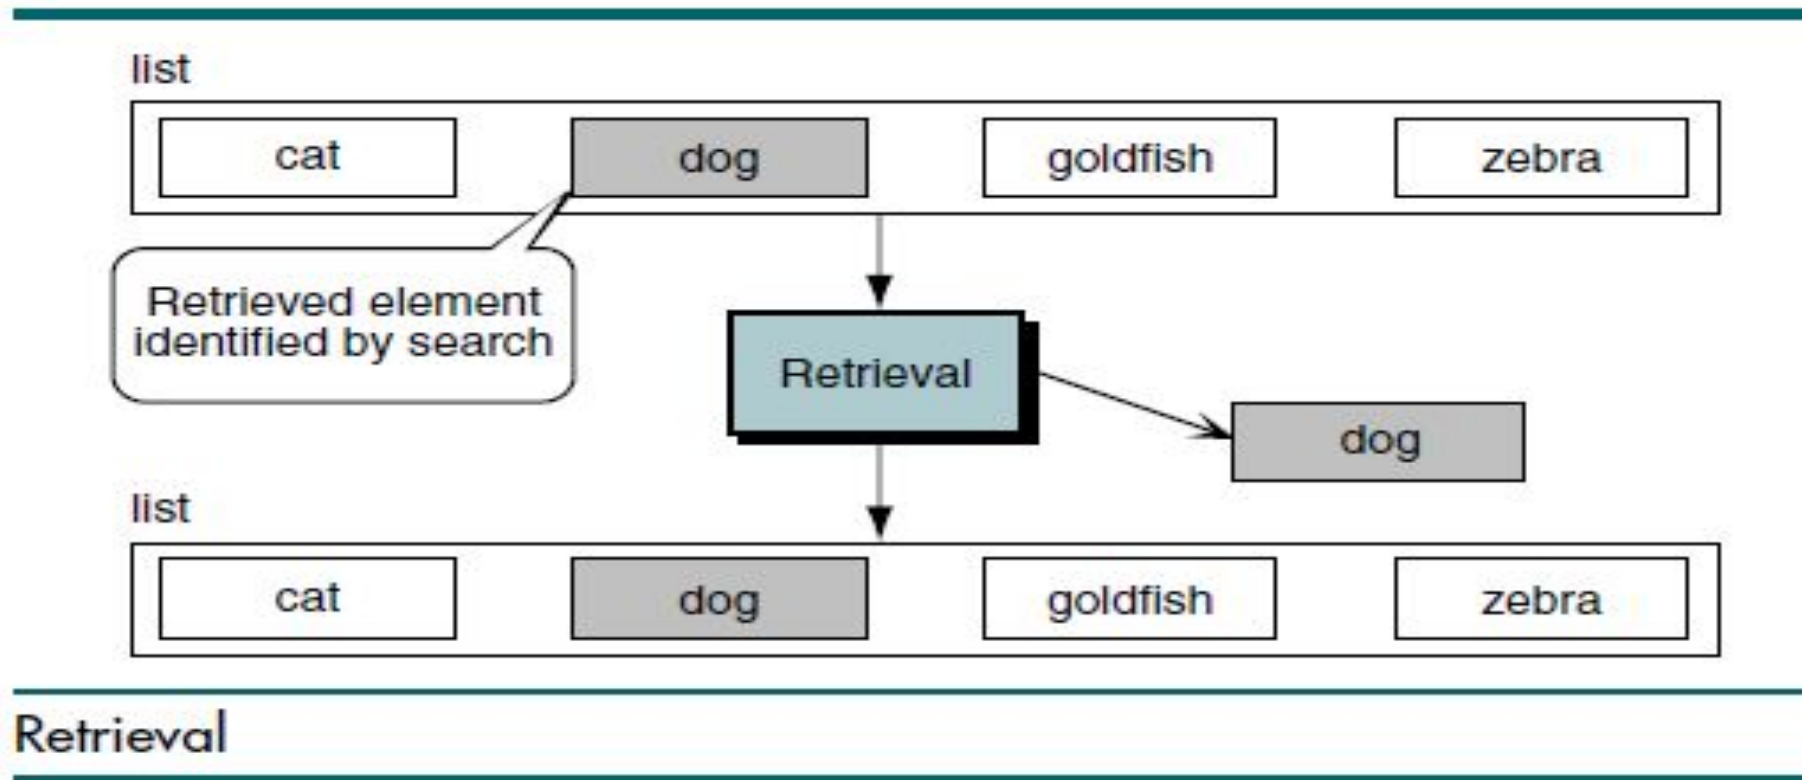 list
cat dog goldfish zebra
Retrieved element
identified by search
Retrieval
dog
list
cat dog goldfish zebra
Retrieval